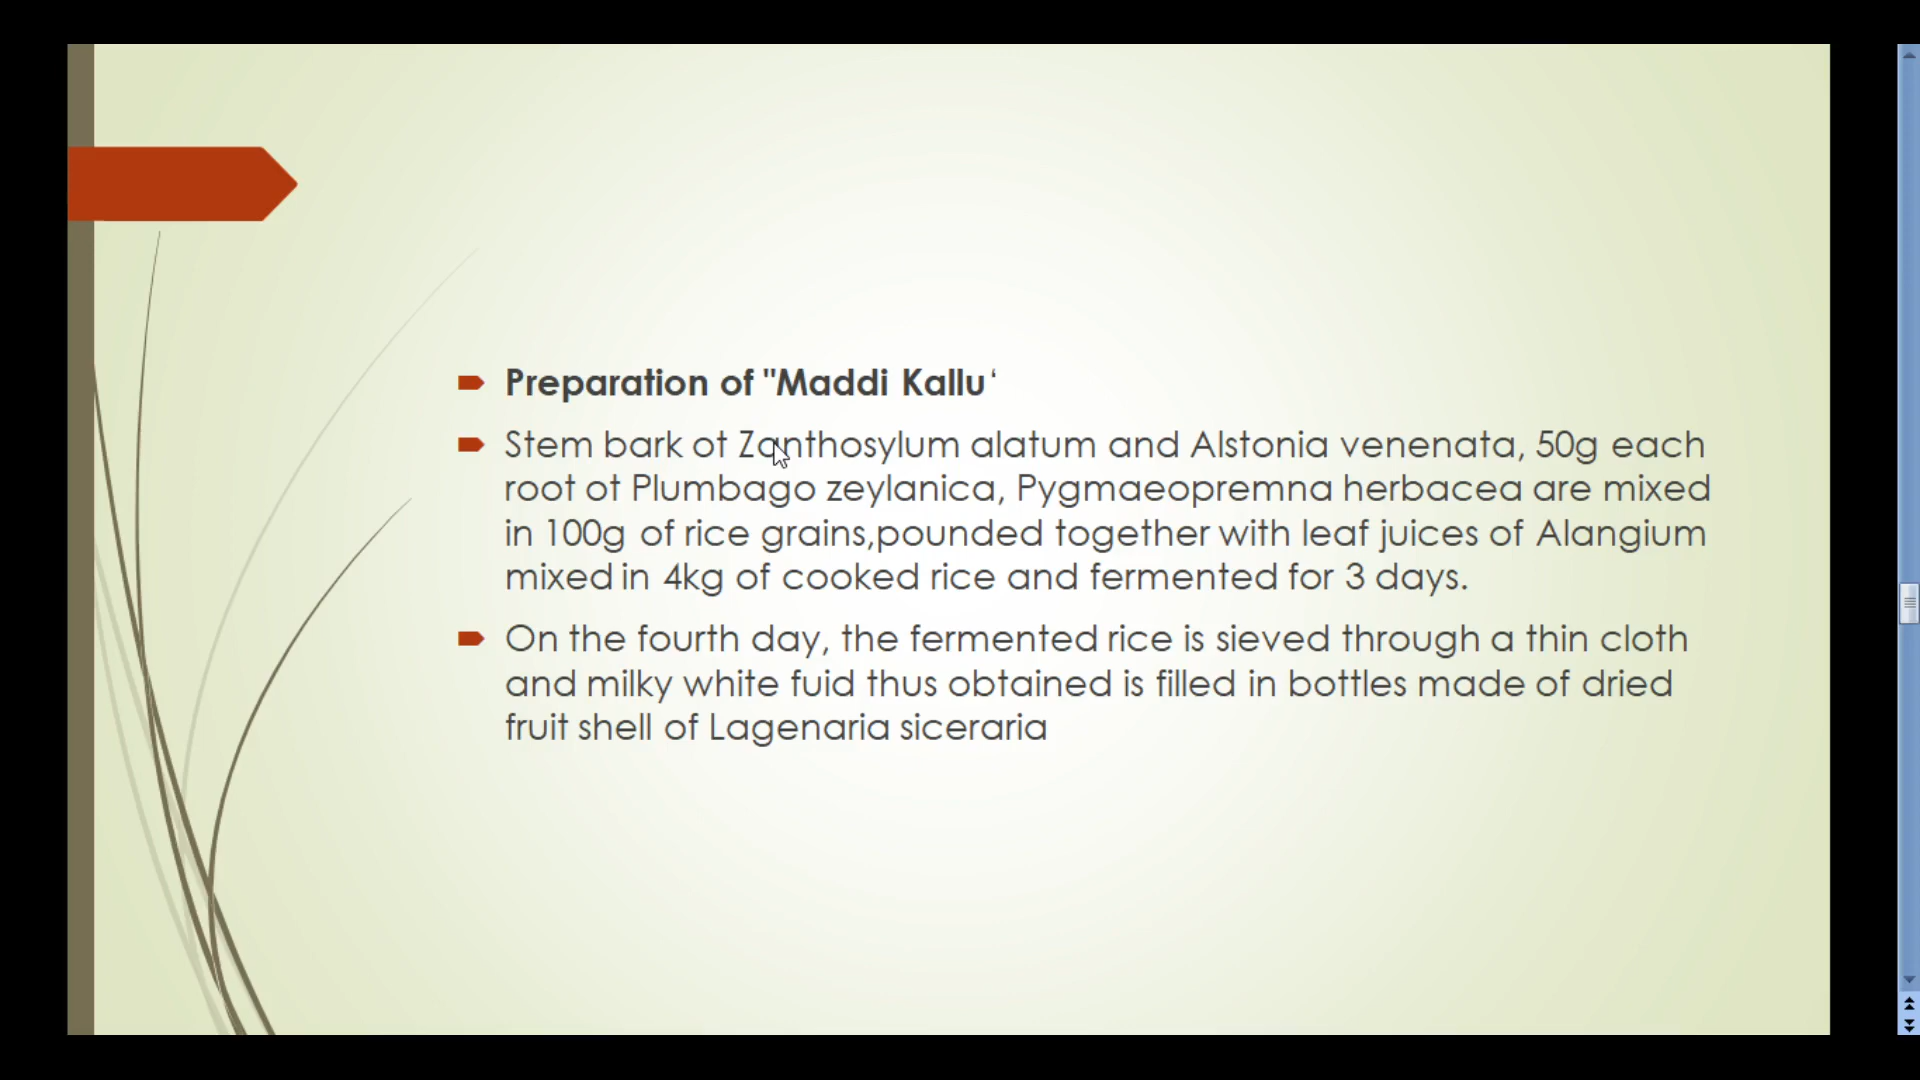 Preparation of "Maddi Kallu‘
Stem bark ot Zanthosylum alatum and Alstonia venenata, 50g each
root ot Plumbago zeylanica, Pygmaeopremna herbacea are mixed
in 100g of rice grains,pounded together with leaf juices of Alangium
mixed in 4kg of cooked rice and fermented for 3 days.
On the fourth day, the fermented rice is sieved through a thin cloth
and milky white fuid thus obtained is filled in bottles made of dried
fruit shell of Lagenaria siceraria